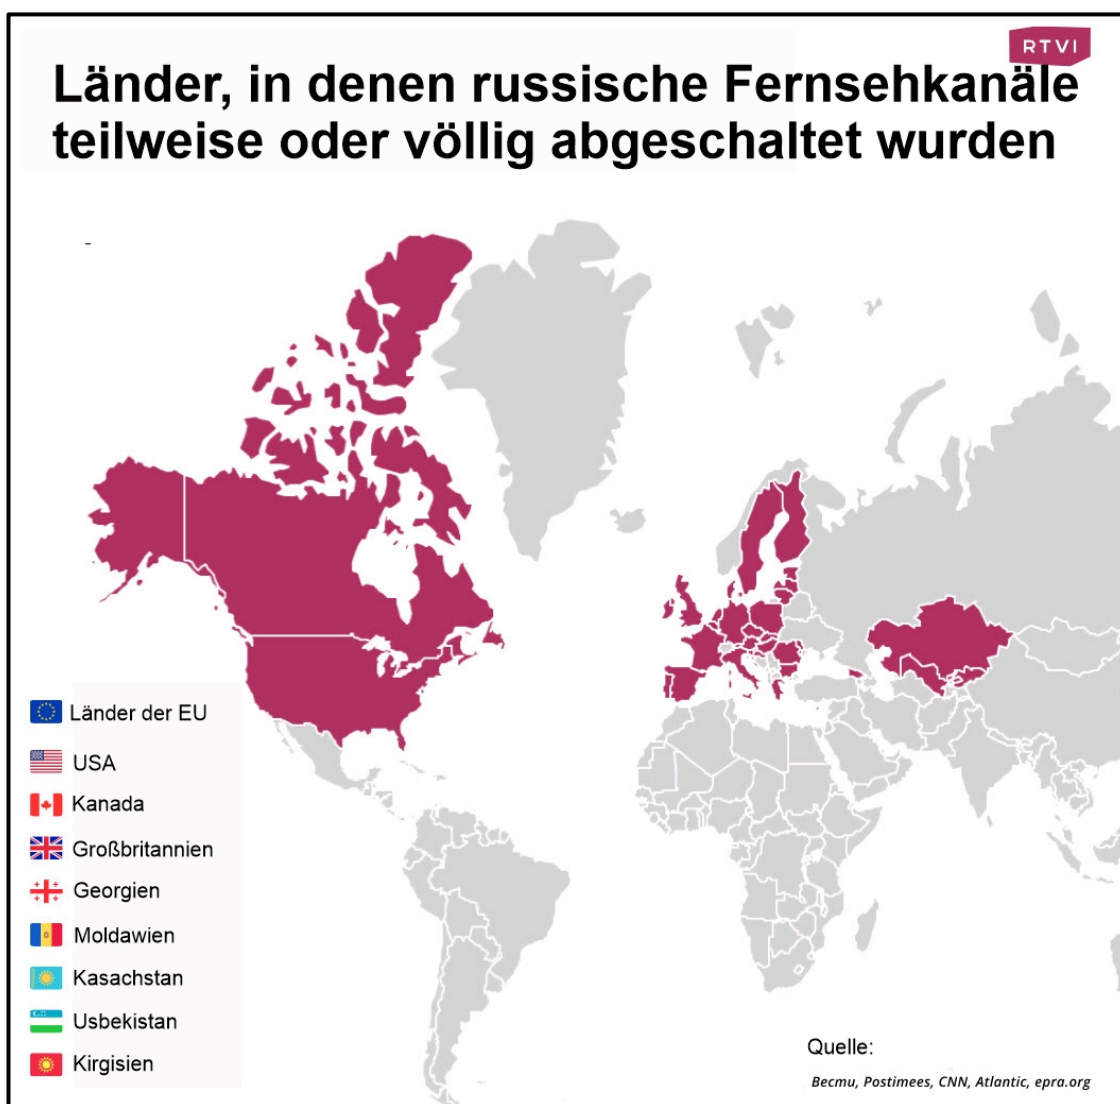 RTVI
Länder, in denen russische Fernsehkanäle
teilweise oder völlig abgeschaltet wurden
Länder der EU
USA
Kanada
Großbritannien
Georgien
Moldawien
Kasachstan
Usbekistan
Kirgisien
Quelle:
Becmu, Postimees, CNN, Atlantic, epra.org